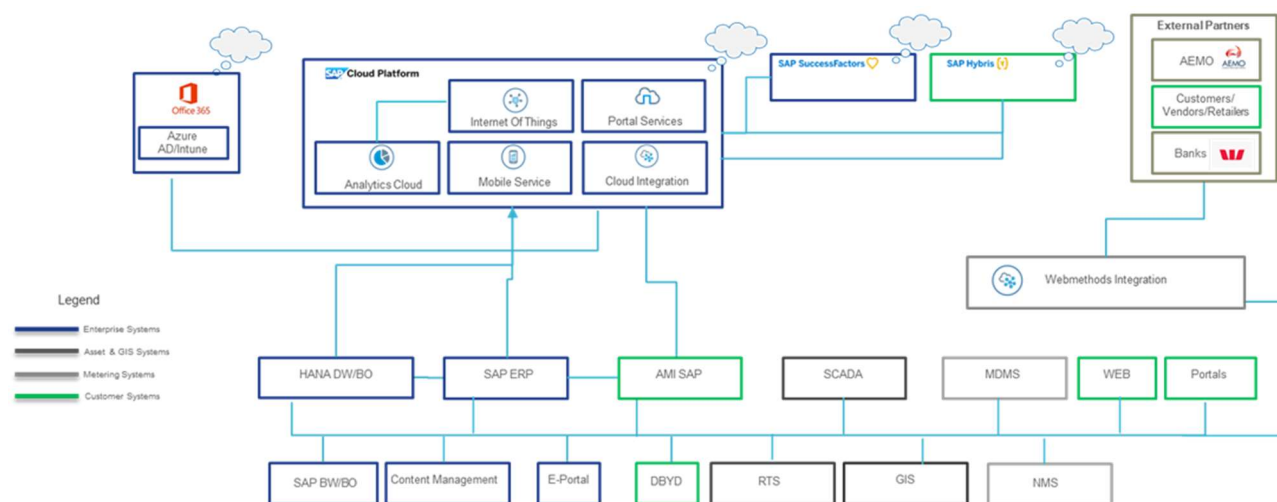 External Partners
AEMO
AEMO
Customers/
Vendors/Retailers
Banks
Office 365
Azure
AD/Intune
SAP Cloud Platform
Internet Of Things
Portal Services
Analytics Cloud
Mobile Service
Cloud Integration
SAP SuccessFactors
SAP Hybris
Webmethods Integration
Legend
Enterprise Systems
Asset & GIS Systems
Metering Systems
Customer Systems
HANA DW/BO
SAP ERP
AMI SAP
SCADA
MDMS
WEB
Portals
SAP BW/BO
Content Management
E-Portal
DBYD
RTS
GIS
NMS